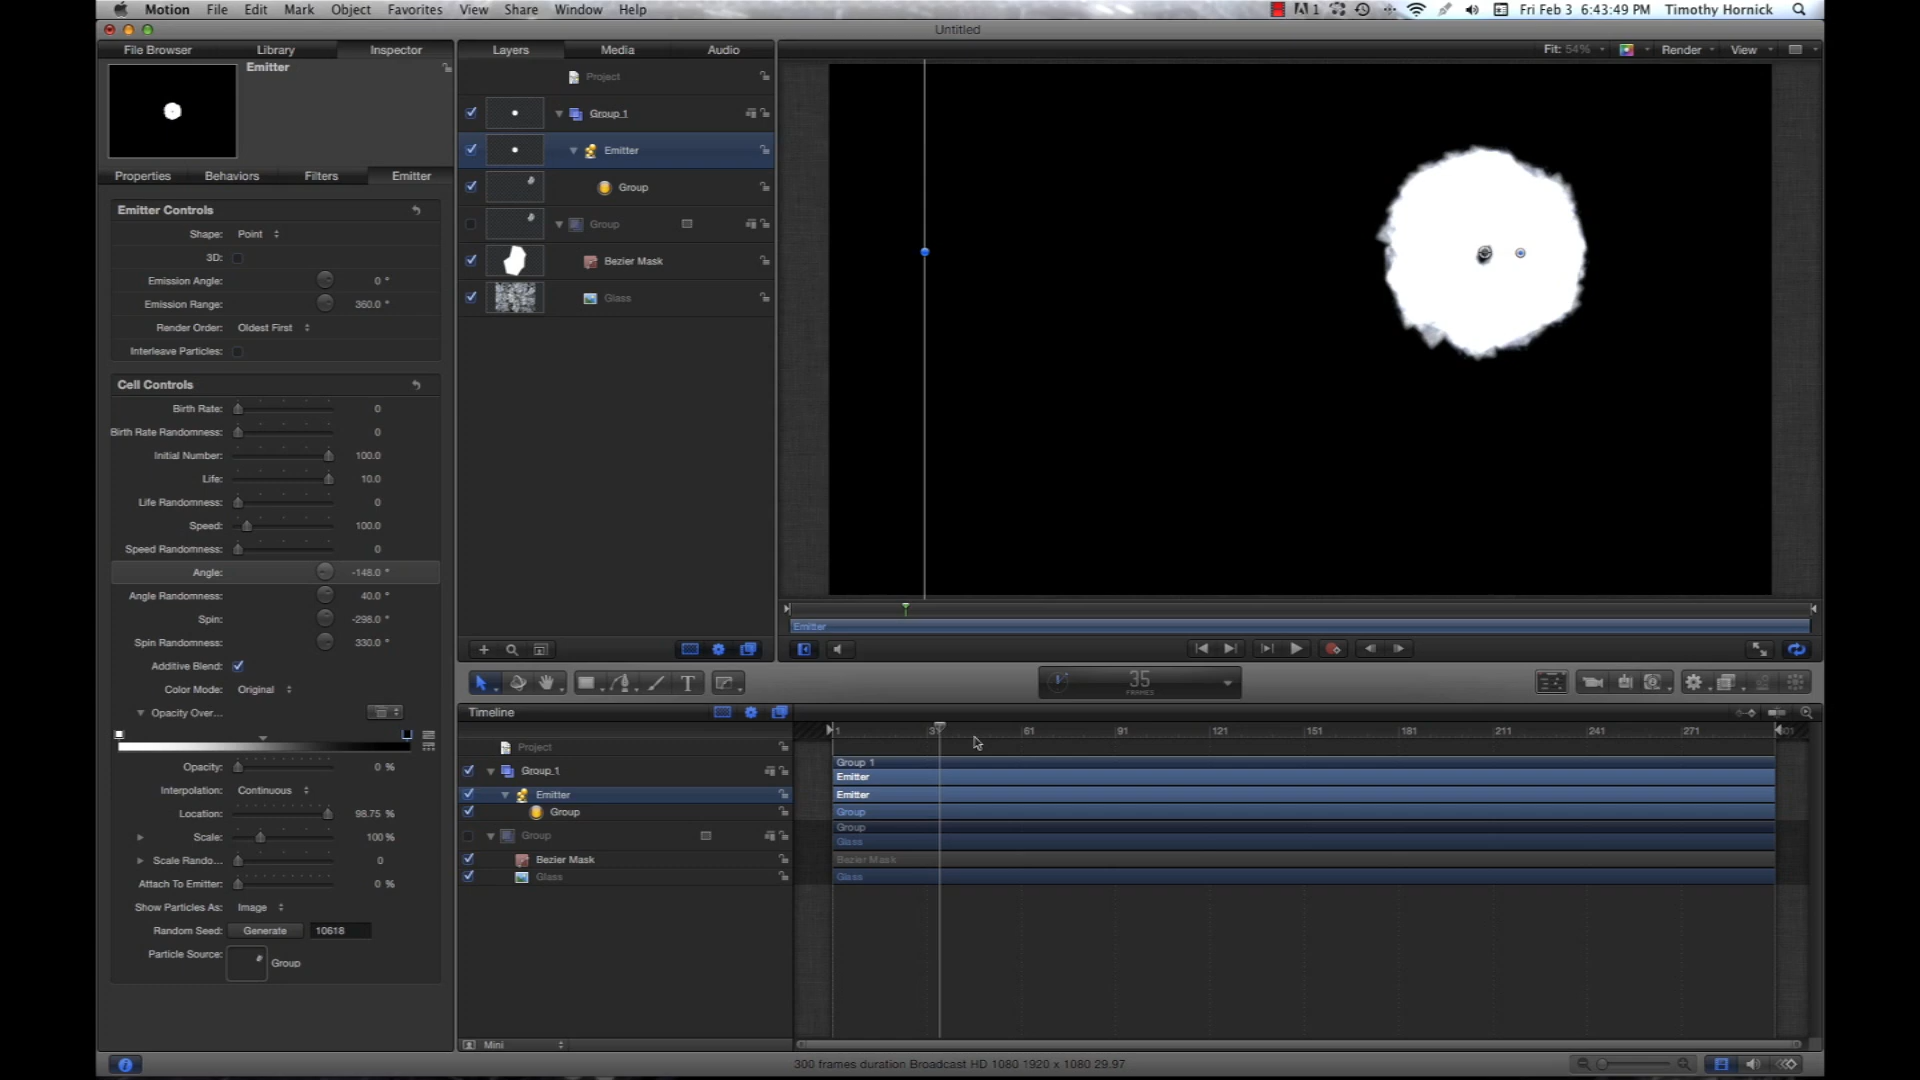 Motion File Edit Mark Object Favorites View Share Window Help
1 Fri Feb 3 6:43:49 PM Timothy Hornick
Untitled
File Browser Library Inspector
Layers Media Audio
Fit: 54% Render View
Emitter
Project
Group 1
Emitter
Group
Group
Bezier Mask
Glass
Properties Behaviors Filters Emitter
Emitter Controls
Shape: Point
3D:
Emission Angle: 0 °
Emission Range: 360.0 °
Render Order: Oldest First
Interleave Particles:
Cell Controls
Birth Rate: 0
Birth Rate Randomness: 0
Initial Number: 100.0
Life: 10.0
Life Randomness: 0
Speed: 100.0
Speed Randomness: 0
Angle: -148.0 °
Angle Randomness: 40.0 °
Spin: -298.0 °
Spin Randomness: 330.0 °
Additive Blend:
Color Mode: Original
Opacity Over...
Opacity: 0 %
Interpolation: Continuous
Location: 98.75 %
Scale: 100 %
Scale Rando... 0
Attach To Emitter: 0 %
Show Particles As: Image
Random Seed: Generate 10618
Particle Source: Group
Emitter
T
35
FRAMES
Timeline
1 61 91 121 151 181 211 241 271
Project
Group 1
Emitter
Group
Group
Bezier Mask
Glass
Group 1
Emitter
Emitter
Group
Group
Glass
Bezier Mask
Glass
Mini
300 frames duration Broadcast HD 1080 1920 x 1080 29.97